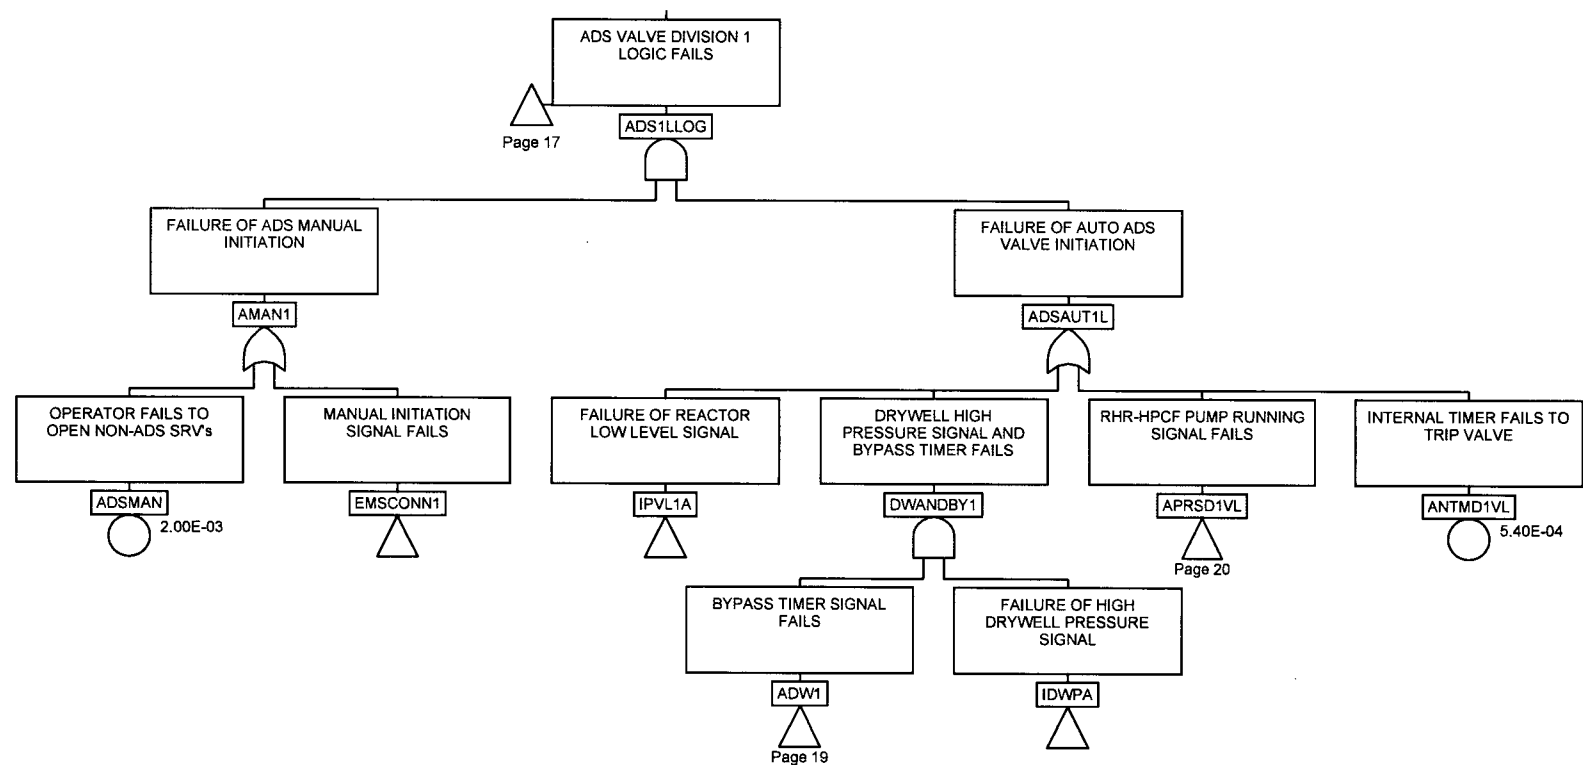 ADS VALVE DIVISION 1
LOGIC FAILS
Page 17
ADS1LLOG
FAILURE OF ADS MANUAL
INITIATION
AMAN1
FAILURE OF AUTO ADS
VALVE INITIATION
ADSAUT1L
OPERATOR FAILS TO
OPEN NON-ADS SRV's
ADSMAN
2.00E-03
MANUAL INITIATION
SIGNAL FAILS
EMSCONN1
FAILURE OF REACTOR
LOW LEVEL SIGNAL
IPVL1A
DRYWELL HIGH
PRESSURE SIGNAL AND
BYPASS TIMER FAILS
DWANDBY1
RHR-HPCF PUMP RUNNING
SIGNAL FAILS
APRSD1VL
Page 20
INTERNAL TIMER FAILS TO
TRIP VALVE
ANTMD1VL
5.40E-04
BYPASS TIMER SIGNAL
FAILS
ADW1
Page 19
FAILURE OF HIGH
DRYWELL PRESSURE
SIGNAL
IDWPA